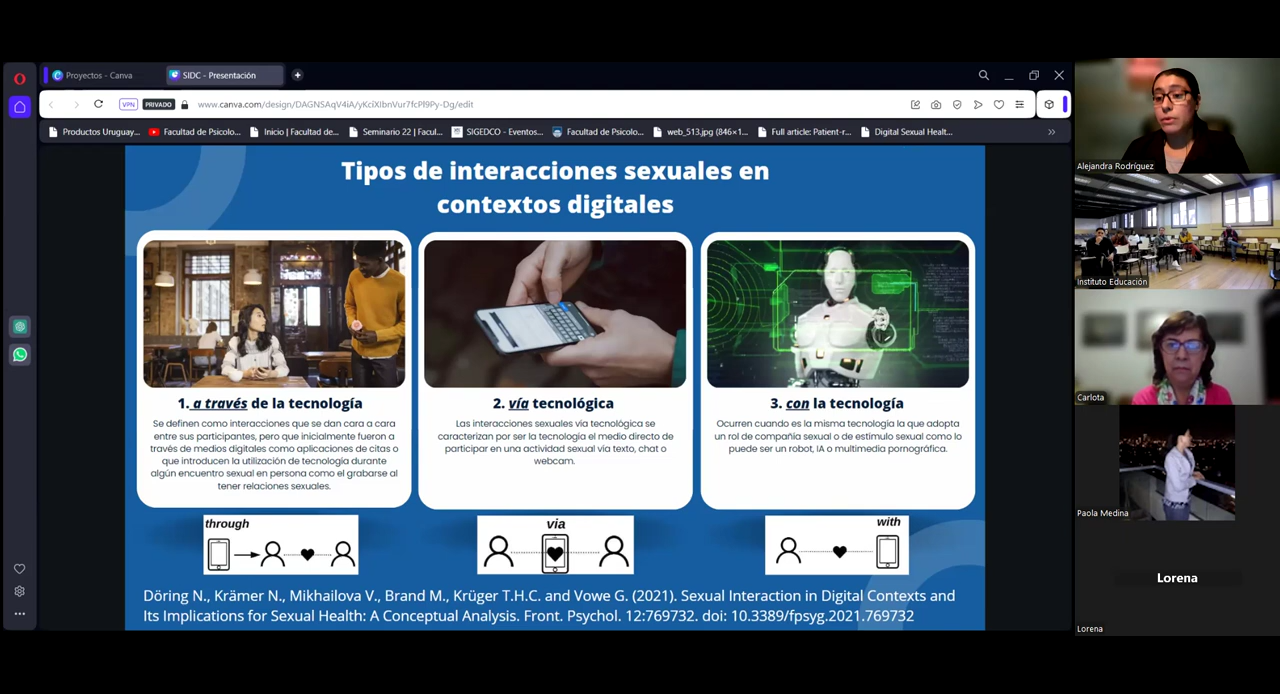 Proyectos - Canva
SIDC - Presentación
VPN PRIVADO www.canva.com/design/DAGNSAqV4iA/yKciXIbnVur7fcPl9Py-Dg/edit
Productos Uruguay... Facultad de Psicolo... Inicio | Facultad de... Seminario 22 | Facul... SIGEDCO - Eventos... Facultad de Psicolo... web_513.jpg (846×1... Full article: Patient-r... Digital Sexual Healt...
Tipos de interacciones sexuales en
contextos digitales
1. a través de la tecnología
Se definen como interacciones que se dan cara a cara
entre sus participantes, pero que inicialmente fueron a
través de medios digitales como aplicaciones de citas o
que introducen la utilización de tecnología durante
algún encuentro sexual en persona como el grabarse al
tener relaciones sexuales.
2. vía tecnológica
Las interacciones sexuales vía tecnológica se
caracterizan por ser la tecnología el medio directo de
participar en una actividad sexual vía texto, chat o
webcam.
3. con la tecnología
Ocurren cuando es la misma tecnología la que adopta
un rol de compañía sexual o de estímulo sexual como lo
puede ser un robot, IA o multimedia pornográfica.
through
via
with
Döring N., Krämer N., Mikhailova V., Brand M., Krüger T.H.C. and Vowe G. (2021). Sexual Interaction in Digital Contexts and
Its Implications for Sexual Health: A Conceptual Analysis. Front. Psychol. 12:769732. doi: 10.3389/fpsyg.2021.769732
Alejandra Rodríguez
Instituto Educación
Carlota
Paola Medina
Lorena
Lorena